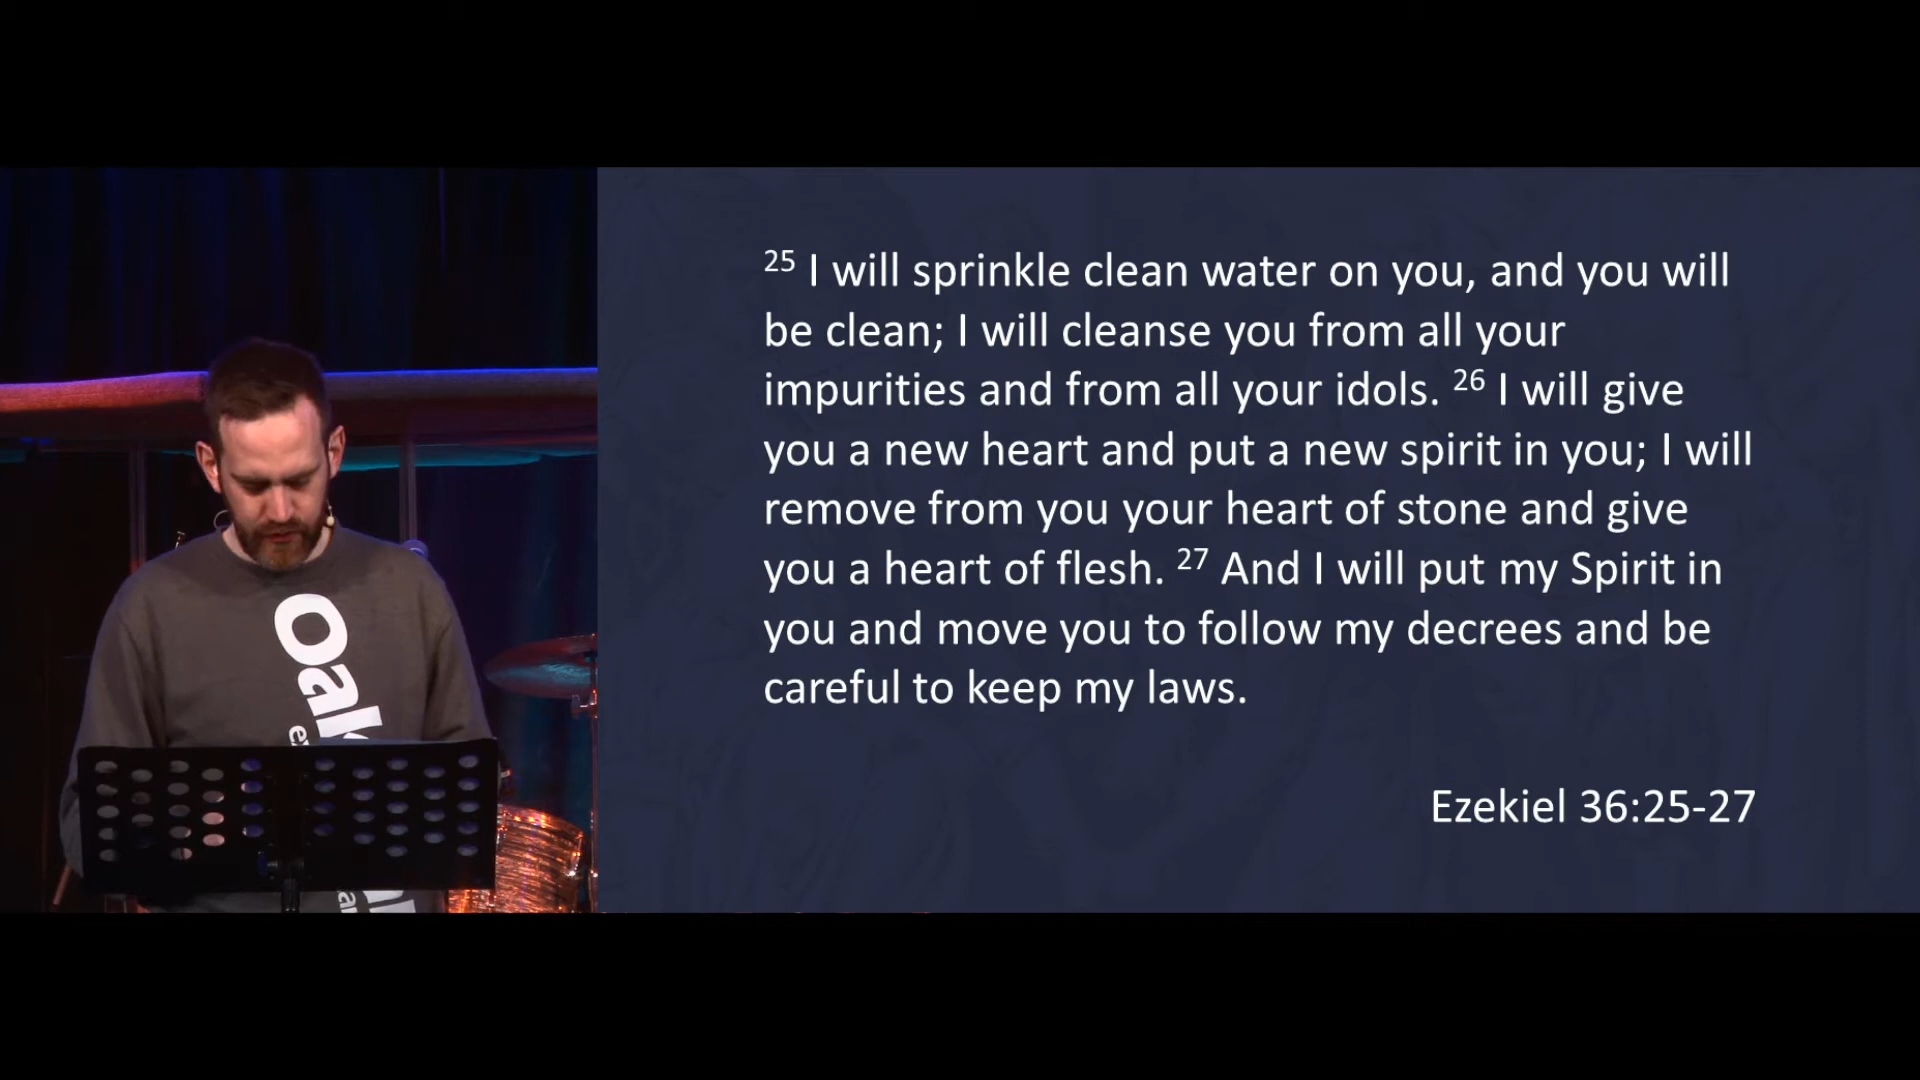 25 I will sprinkle clean water on you, and you will
be clean; I will cleanse you from all your
impurities and from all your idols. 26 I will give
you a new heart and put a new spirit in you; I will
remove from you your heart of stone and give
you a heart of flesh. 27 And I will put my Spirit in
you and move you to follow my decrees and be
careful to keep my laws.
Ezekiel 36:25-27